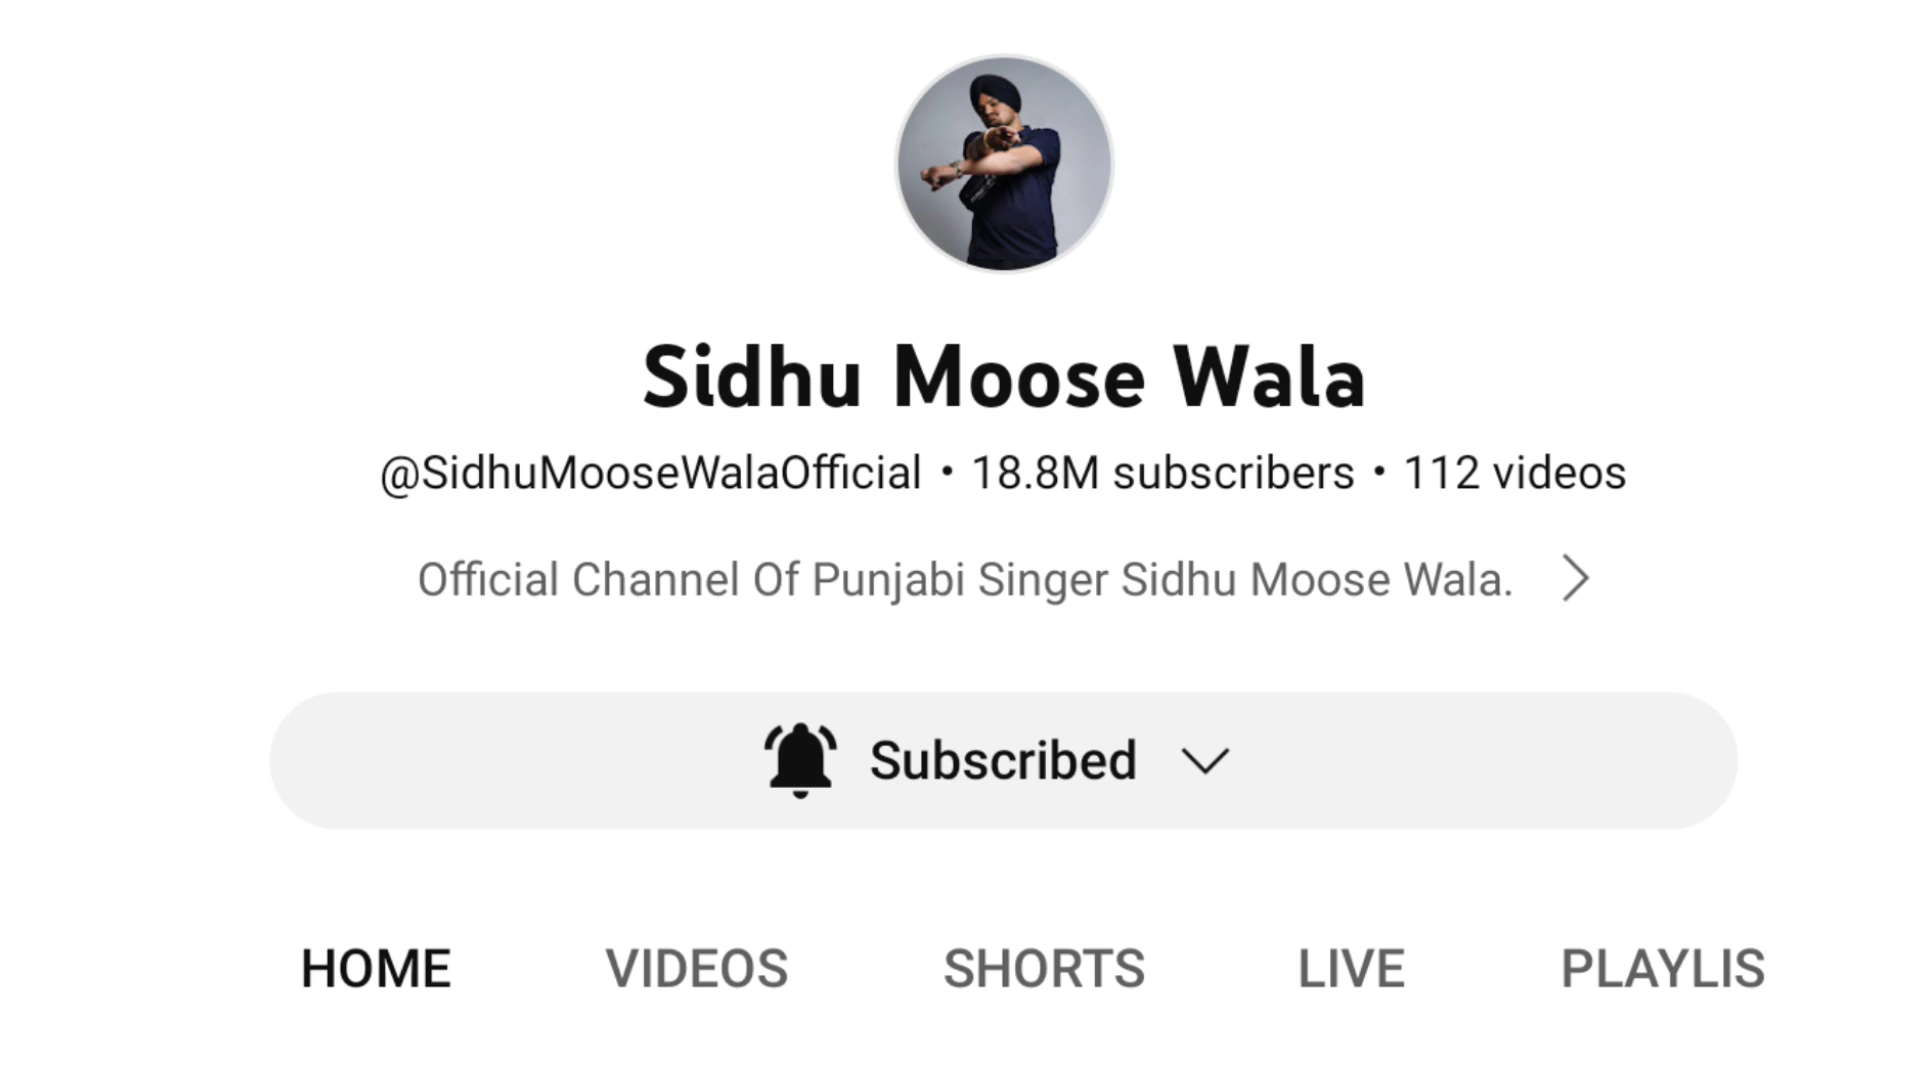 Sidhu Moose Wala
@SidhuMooseWalaOfficial • 18.8M subscribers • 112 videos
Official Channel Of Punjabi Singer Sidhu Moose Wala.
Subscribed
HOME VIDEOS SHORTS LIVE PLAYLIS